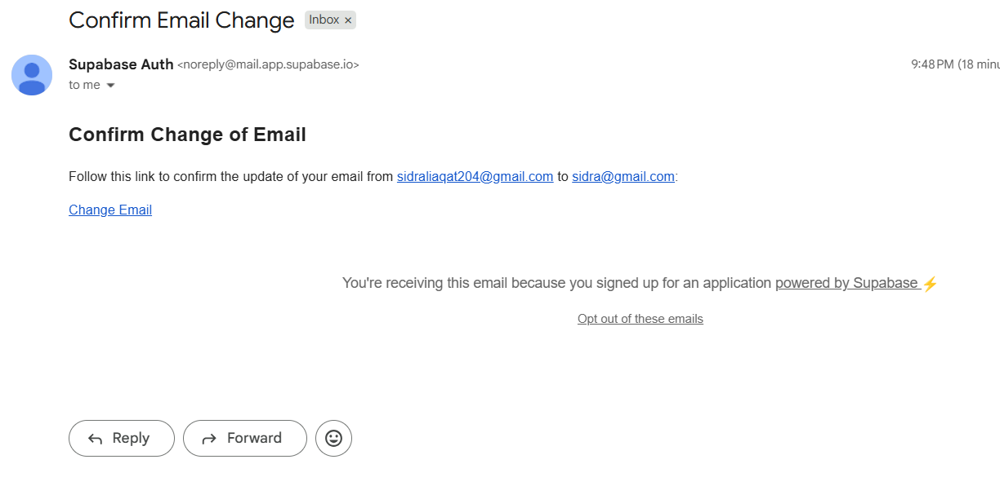 Confirm Email Change Inbox ×
Supabase Auth <noreply@mail.app.supabase.io> 9:48 PM (18 minu
to me
Confirm Change of Email
Follow this link to confirm the update of your email from sidraliaqat204@gmail.com to sidra@gmail.com:
Change Email
You're receiving this email because you signed up for an application powered by Supabase ⚡
Opt out of these emails
Reply Forward